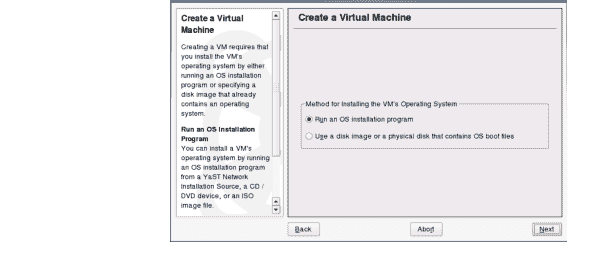 Create a Virtual
Machine
Creating a VM requires that
you install the VM's
operating system by either
running an OS installation
program or specifying a
disk image that already
contains an operating
system.
Run an OS Installation
Program
You can install a VM's
operating system by running
an OS installation program
from a YaST Network
Installation Source, a CD /
DVD device, or an ISO
image file.
Create a Virtual Machine
Method for Installing the VM's Operating System
Run an OS installation program
Use a disk image or a physical disk that contains OS boot files
Back
Abort
Next